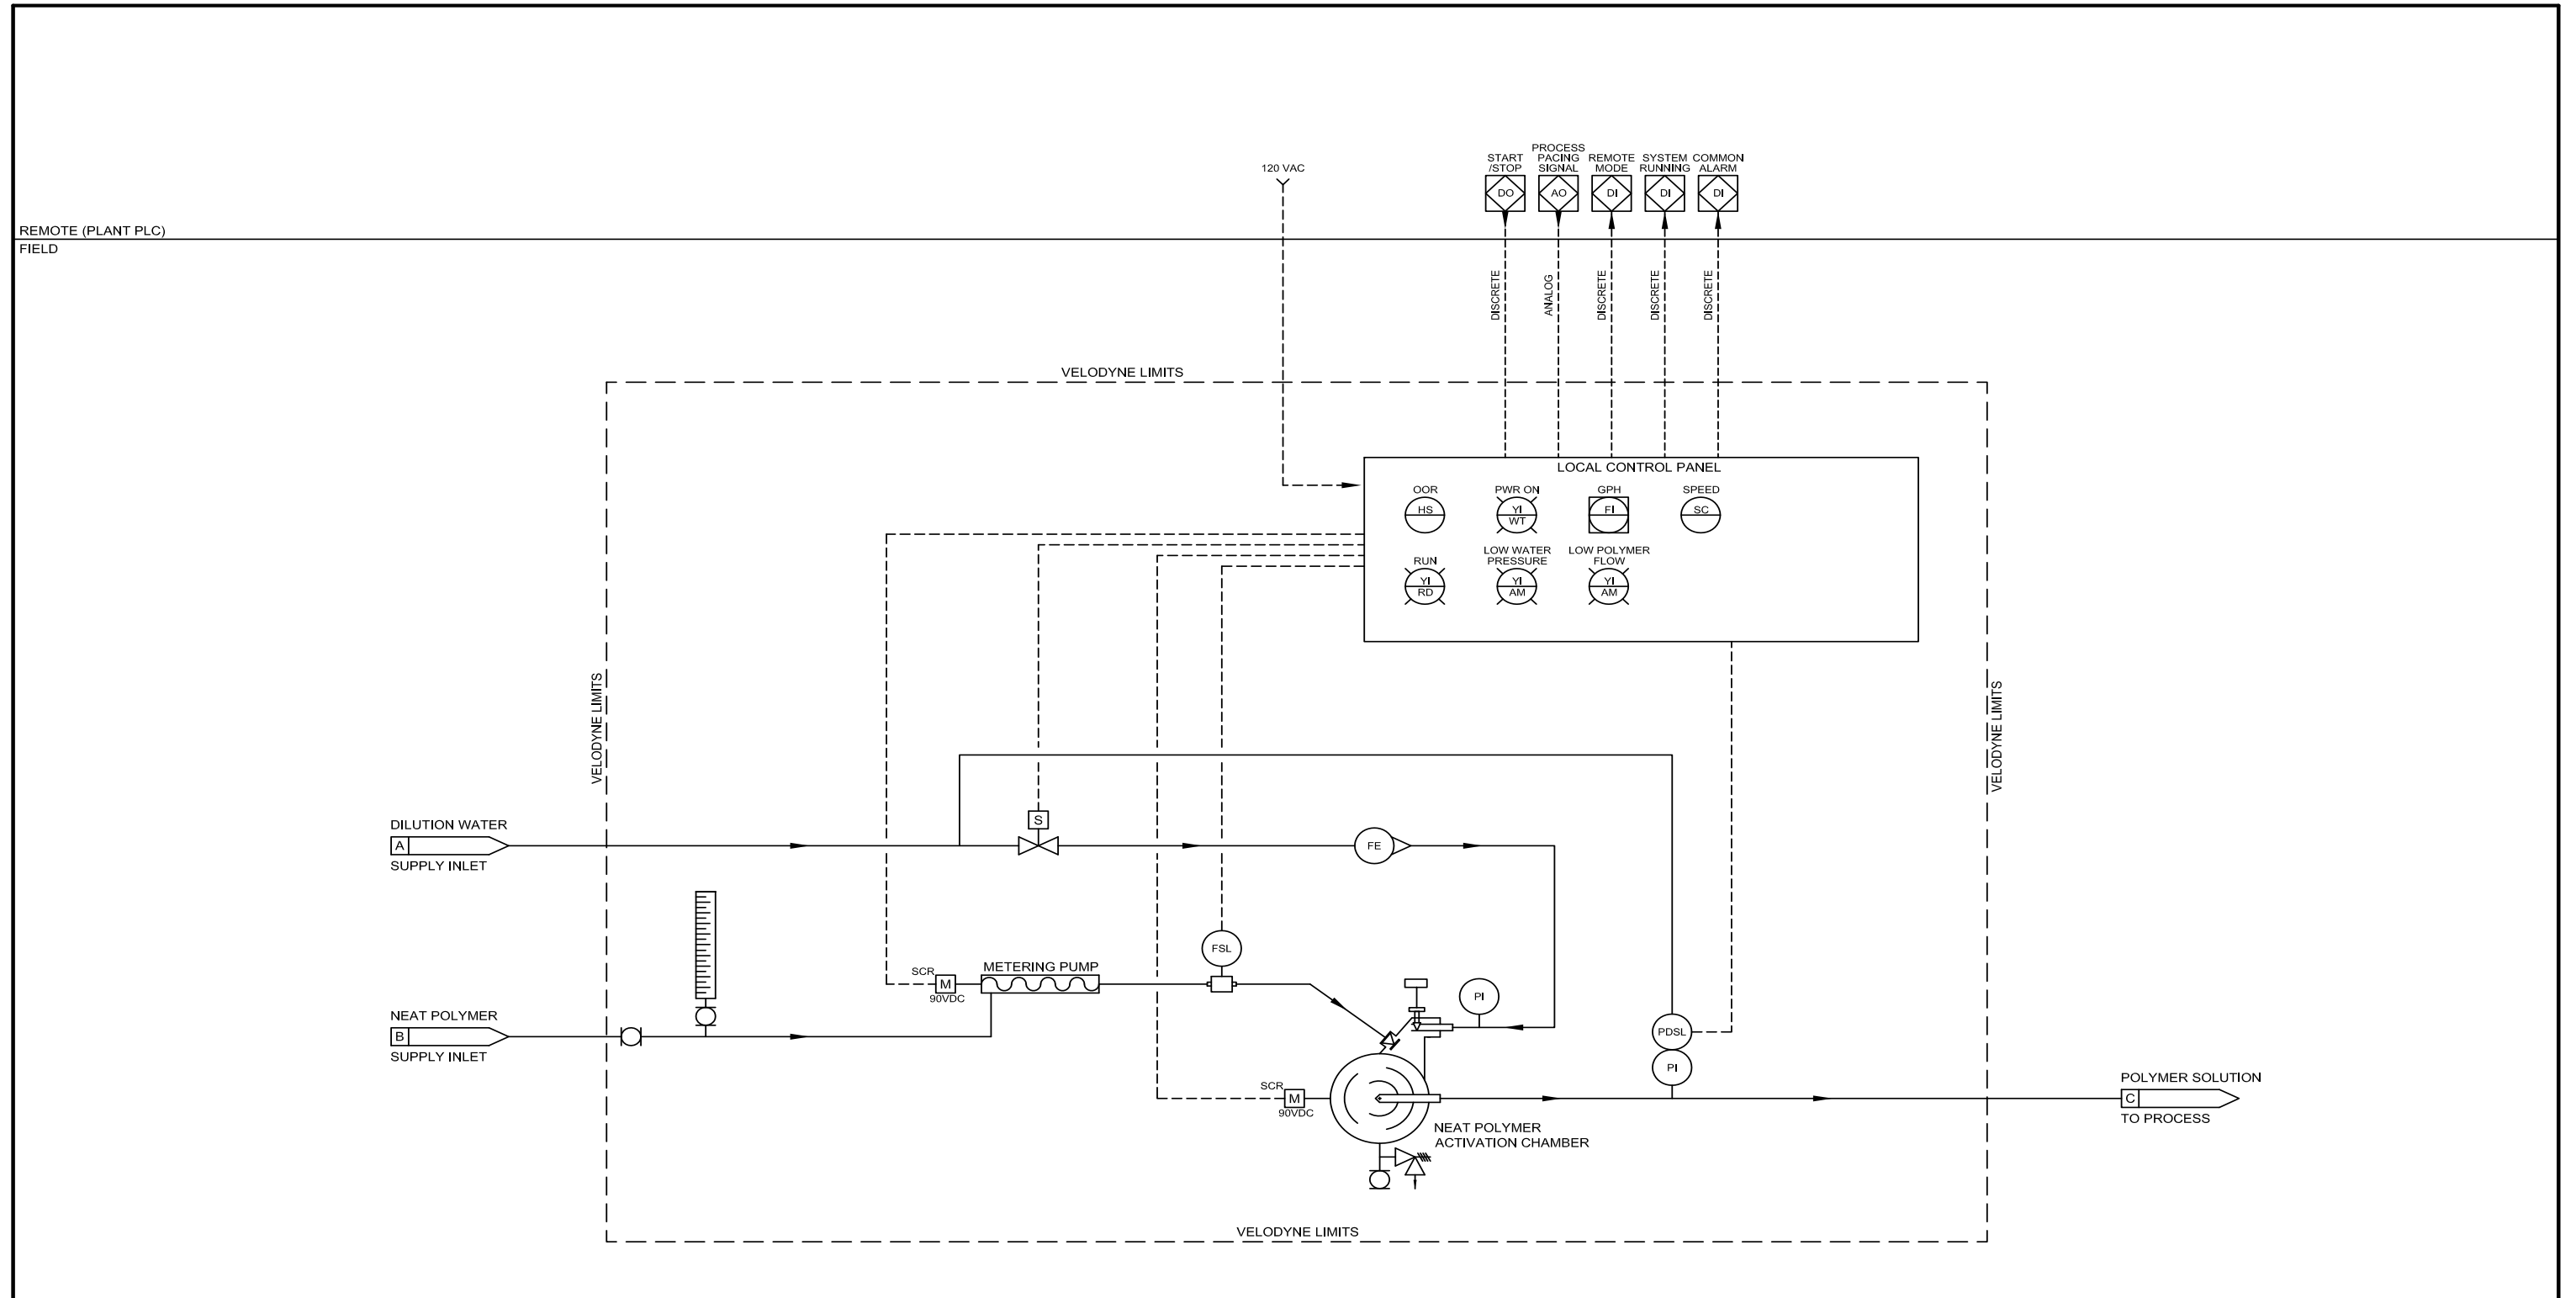 120 VAC
START
/STOP
DO
PROCESS
PACING
SIGNAL
AO
REMOTE
MODE
DI
SYSTEM
RUNNING
DI
COMMON
ALARM
DI
REMOTE (PLANT PLC)
FIELD
DISCRETE
ANALOG
DISCRETE
DISCRETE
DISCRETE
VELODYNE LIMITS
LOCAL CONTROL PANEL
OOR
HS
PWR ON
YI
WT
GPH
FI
SPEED
SC
RUN
YI
RD
LOW WATER
PRESSURE
YI
AM
LOW POLYMER
FLOW
YI
AM
VELODYNE LIMITS
VELODYNE LIMITS
DILUTION WATER
A
SUPPLY INLET
S
FE
FSL
SCR
M
90VDC
METERING PUMP
PI
NEAT POLYMER
B
SUPPLY INLET
PDSL
PI
SCR
M
90VDC
NEAT POLYMER
ACTIVATION CHAMBER
POLYMER SOLUTION
C
TO PROCESS
VELODYNE LIMITS